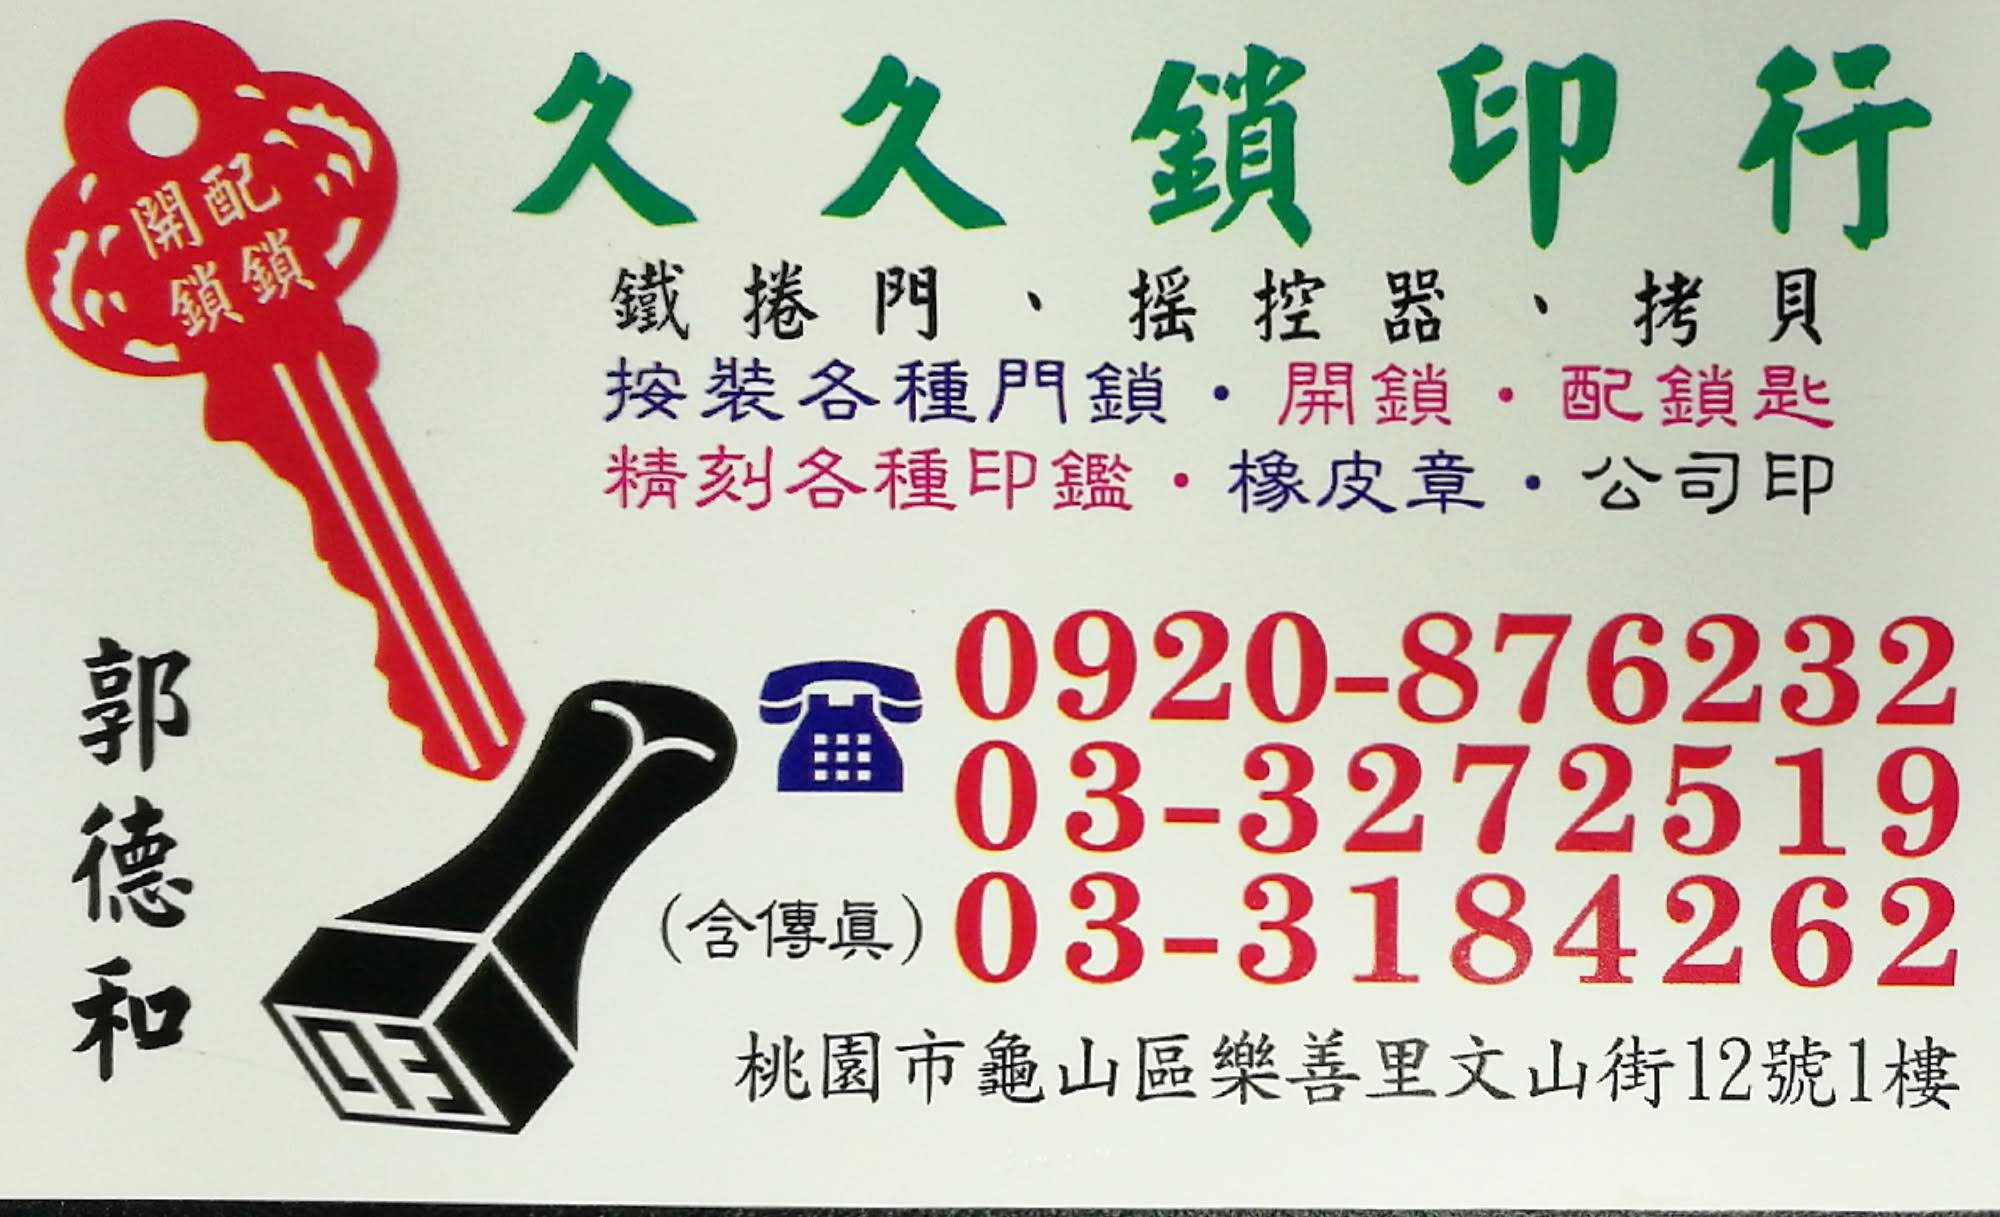 久久鎖印行
鐵捲門、摇控器、拷貝
按裝各種門鎖・開鎖・配鎖匙
精刻各種印鑑・橡皮章・公司印
開配
鎖鎖
郭德和
0920-876232
03-3272519
(含傳眞) 03-3184262
桃園市龜山區樂善里文山街12號1樓